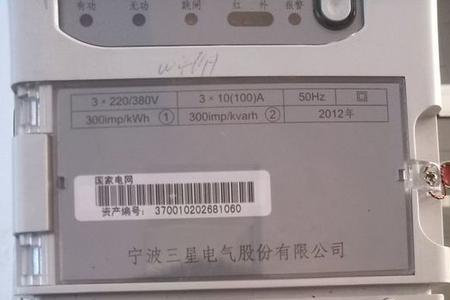 有功 无功 跳闸 红 外 报警
3×220/380V 3×10(100)A 50Hz
300imp/kWh ① 300imp/kvarh ② 2012年
国家电网
资产编号: 370010202681060
宁波三星电气股份有限公司